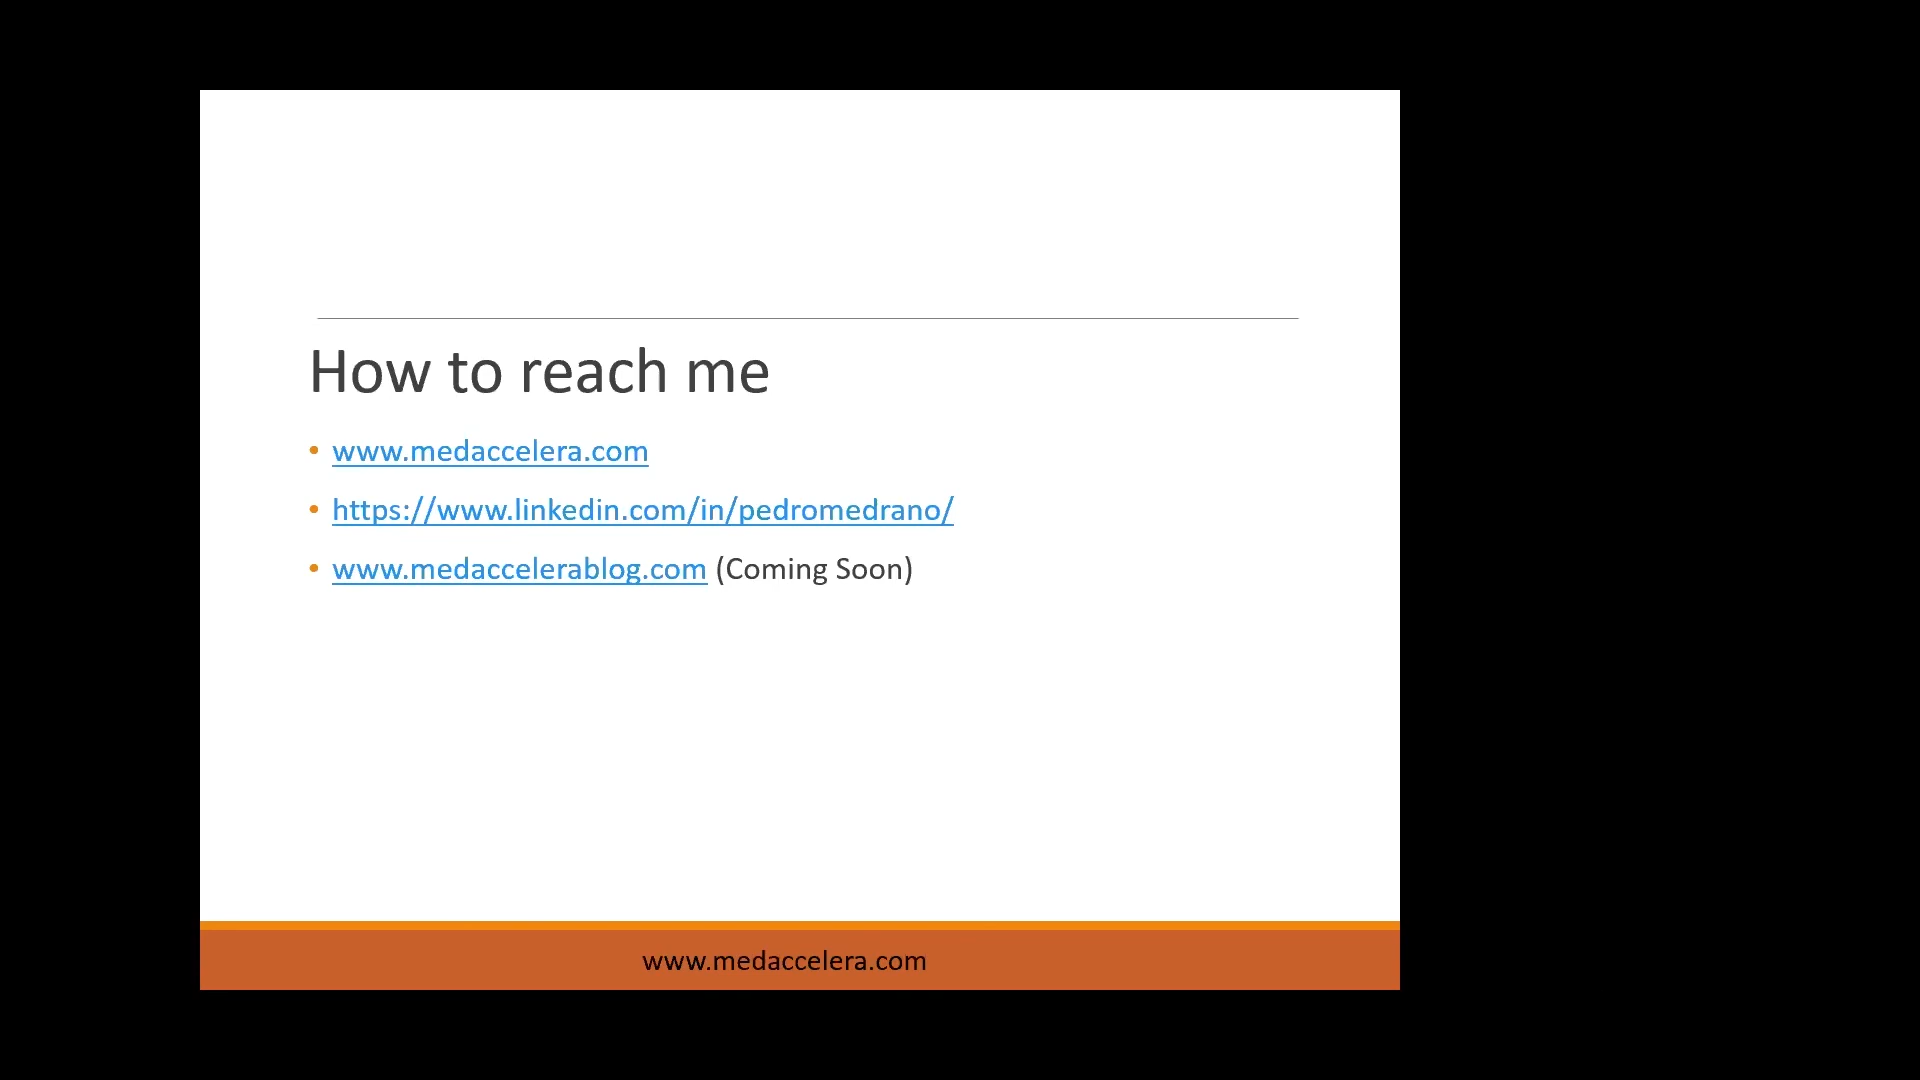 How to reach me
• www.medaccelera.com
• https://www.linkedin.com/in/pedromedrano/
• www.medaccelerablog.com (Coming Soon)
www.medaccelera.com